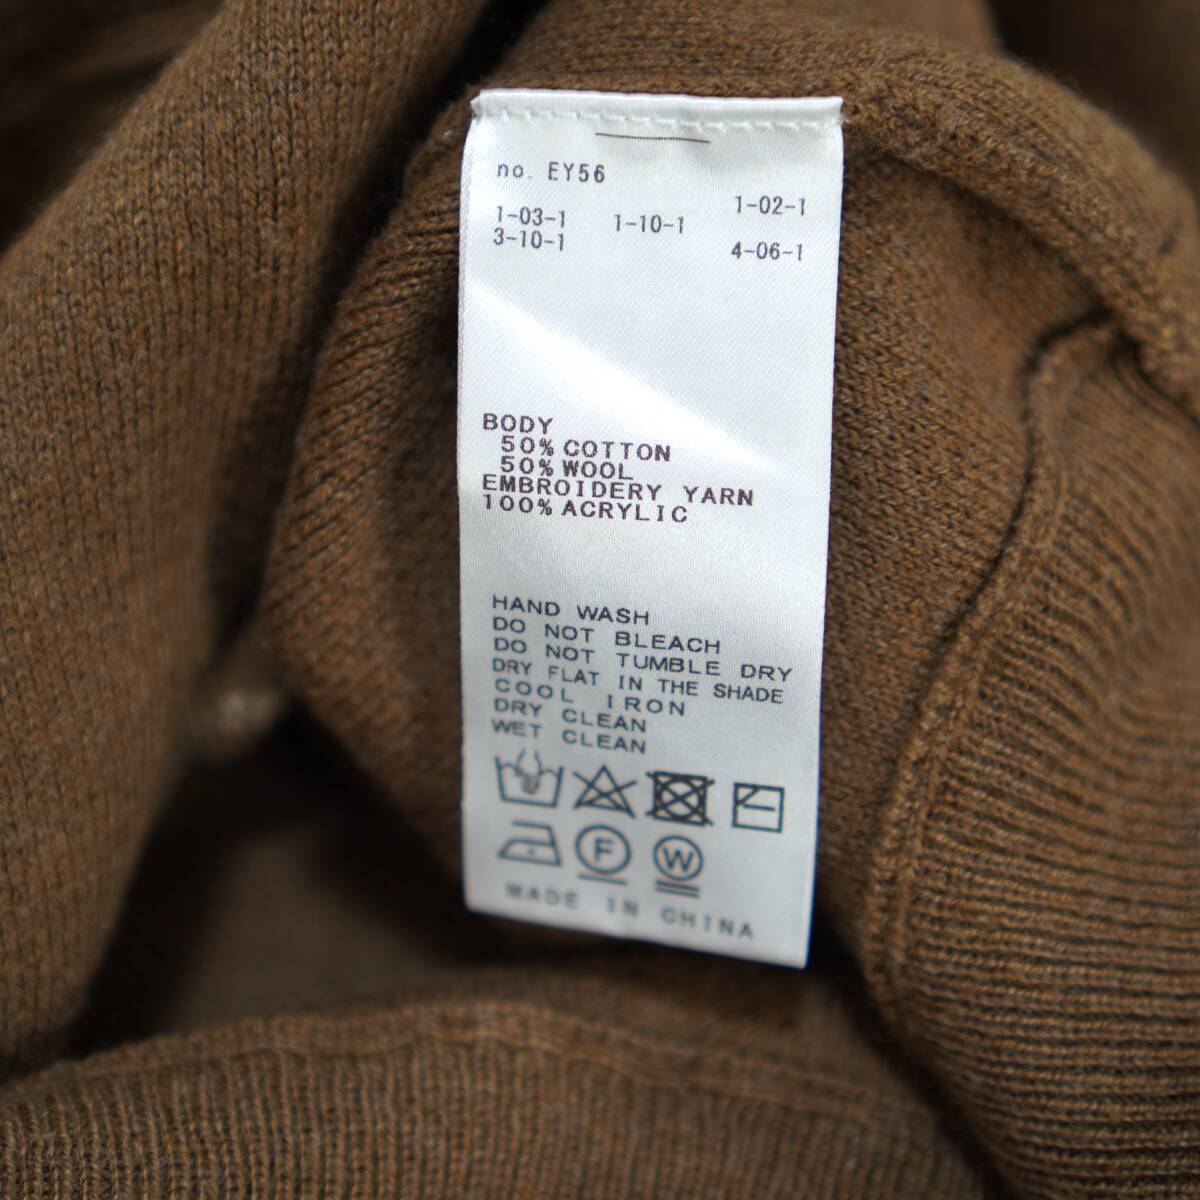 no. EY56
1-02-1
1-03-1 1-10-1
3-10-1 4-06-1
BODY
50% COTTON
50% WOOL
EMBROIDERY YARN
100% ACRYLIC
HAND WASH
DO NOT BLEACH
DO NOT TUMBLE DRY
DRY FLAT IN THE SHADE
COOL IRON
DRY CLEAN
WET CLEAN
F W
MADE IN CHINA